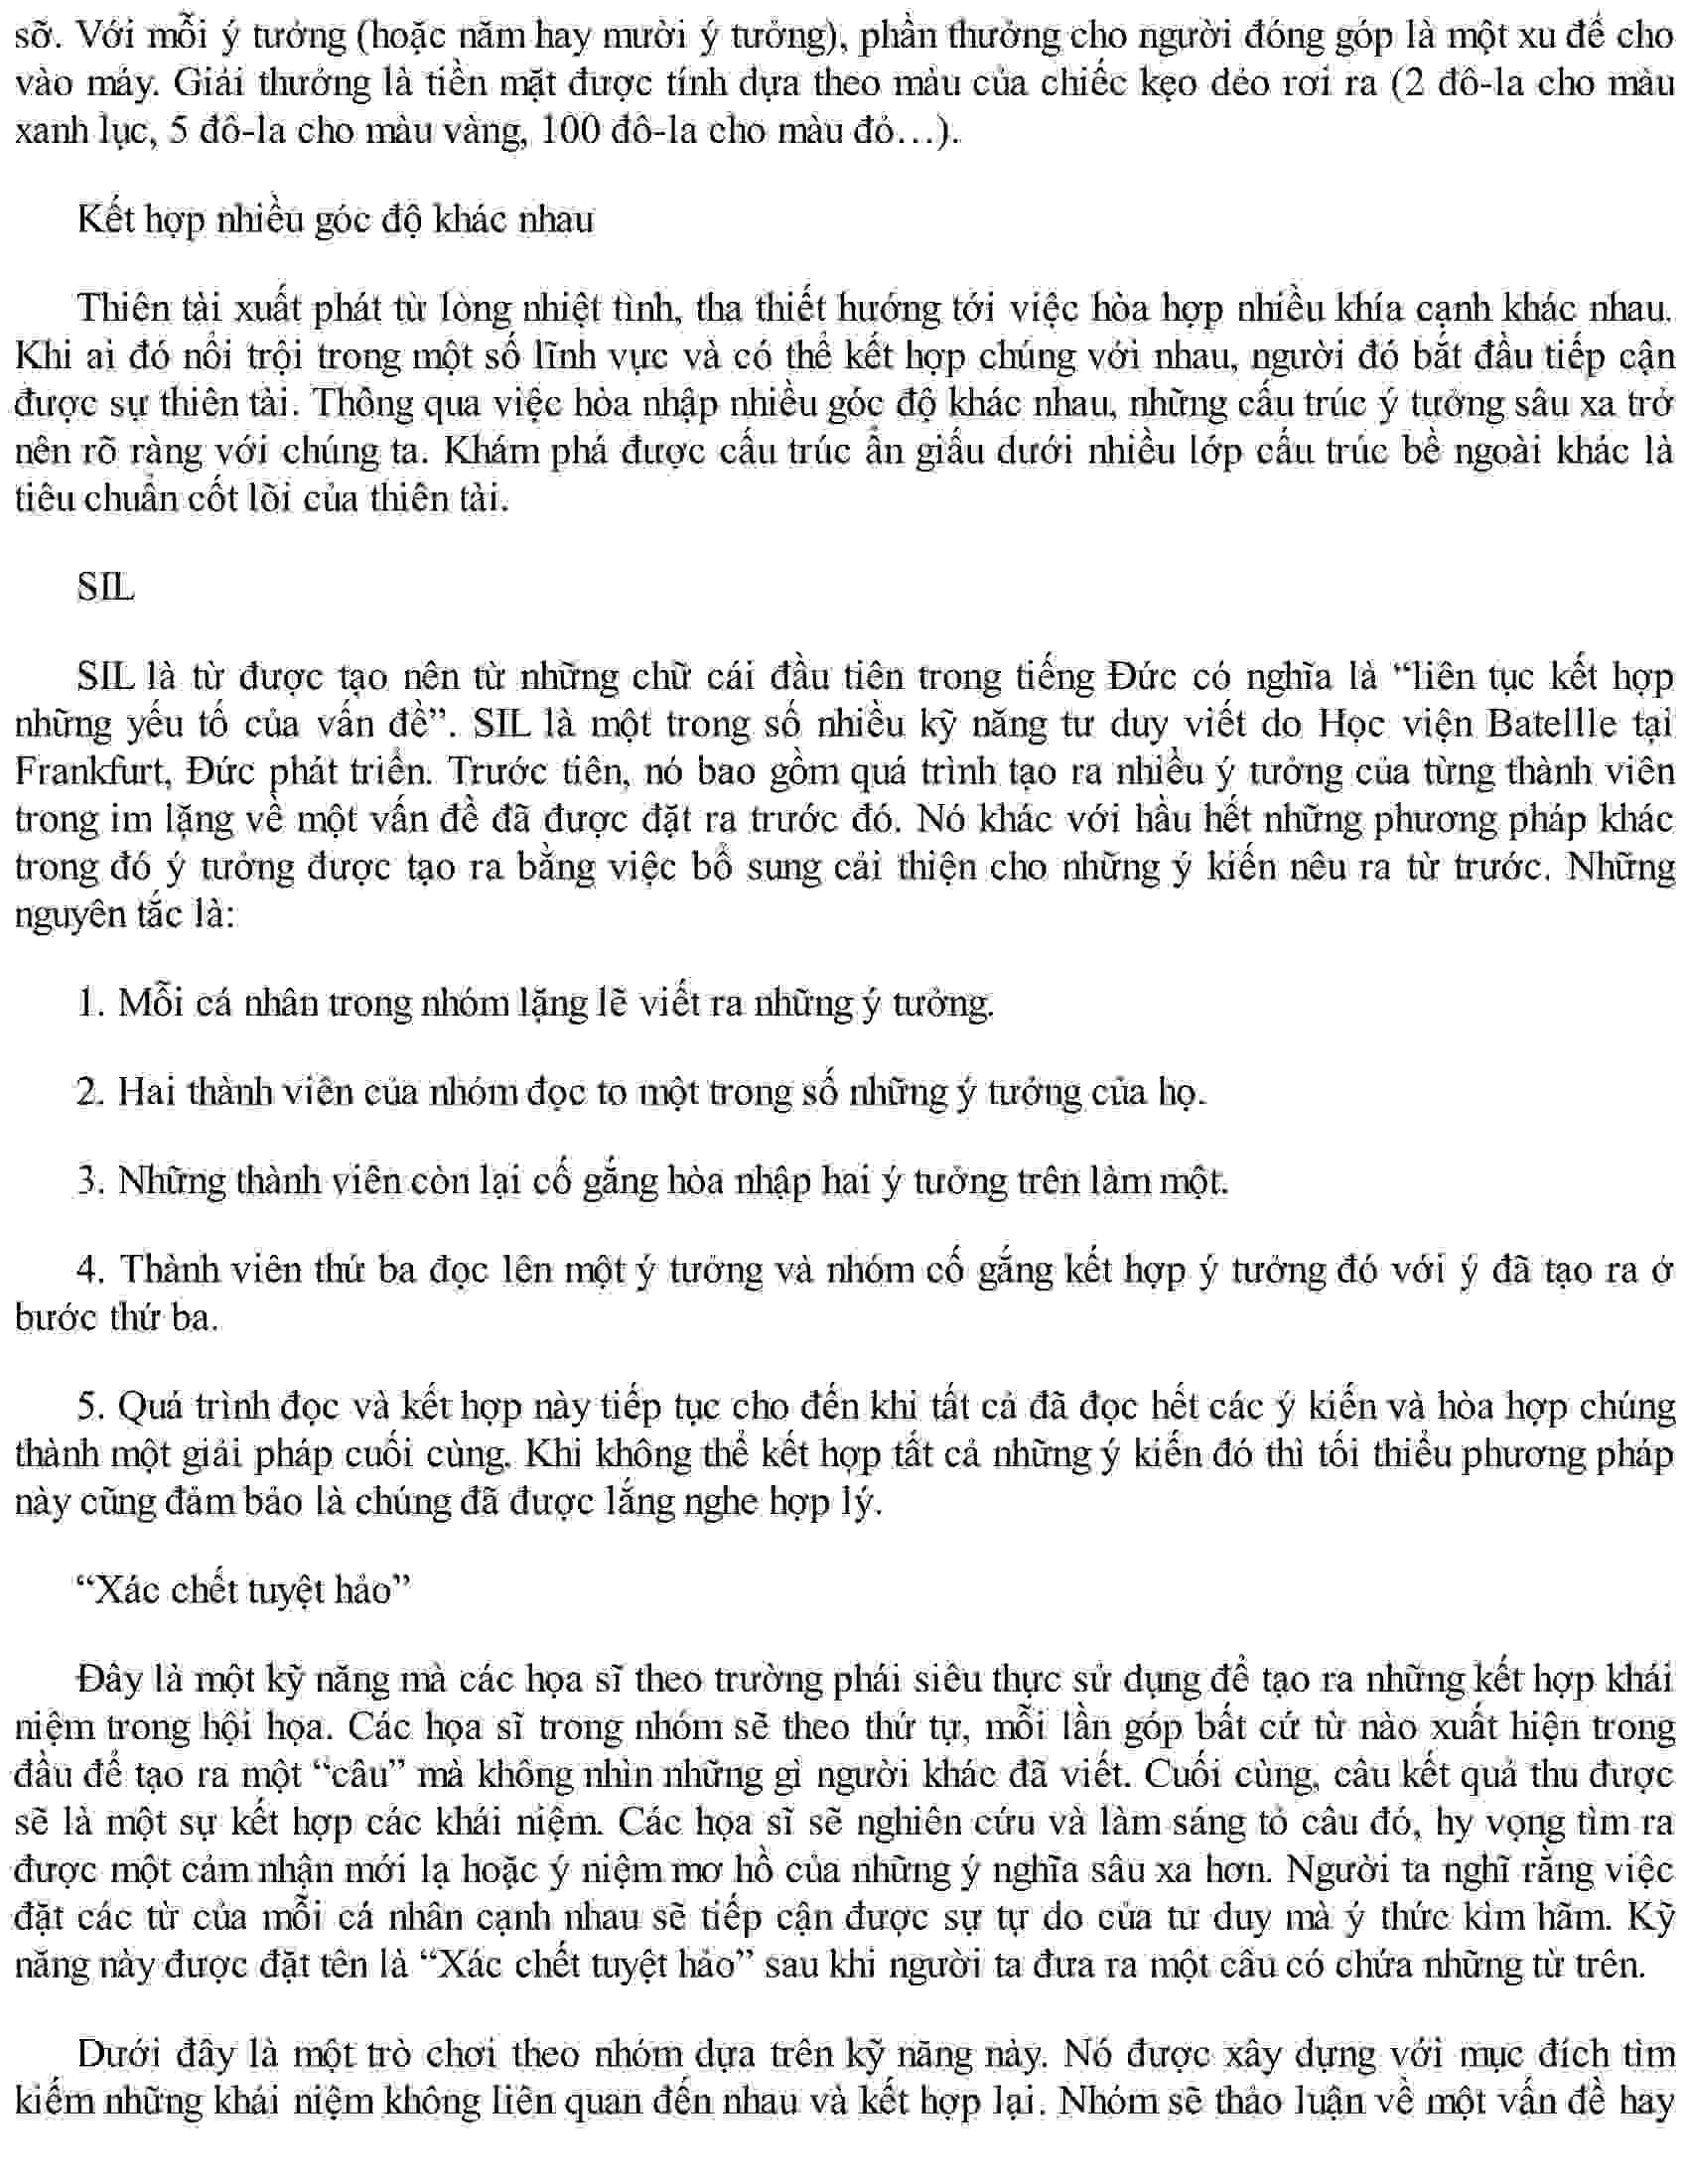 sỡ. Với mỗi ý tưởng (hoặc năm hay mười ý tưởng), phần thưởng cho người đóng góp là một xu để cho
vào máy. Giải thưởng là tiền mặt được tính dựa theo màu của chiếc kẹo dẻo rơi ra (2 đô-la cho màu
xanh lục, 5 đô-la cho màu vàng, 100 đô-la cho màu đỏ…).
Kết hợp nhiều góc độ khác nhau
Thiên tài xuất phát từ lòng nhiệt tình, tha thiết hướng tới việc hòa hợp nhiều khía cạnh khác nhau.
Khi ai đó nổi trội trong một số lĩnh vực và có thể kết hợp chúng với nhau, người đó bắt đầu tiếp cận
được sự thiên tài. Thông qua việc hòa nhập nhiều góc độ khác nhau, những cấu trúc ý tưởng sâu xa trở
nên rõ ràng với chúng ta. Khám phá được cấu trúc ẩn giấu dưới nhiều lớp cấu trúc bề ngoài khác là
tiêu chuẩn cốt lõi của thiên tài.
SIL
SIL là từ được tạo nên từ những chữ cái đầu tiên trong tiếng Đức có nghĩa là “liên tục kết hợp
những yếu tố của vấn đề”. SIL là một trong số nhiều kỹ năng tư duy viết do Học viện Batellle tại
Frankfurt, Đức phát triển. Trước tiên, nó bao gồm quá trình tạo ra nhiều ý tưởng của từng thành viên
trong im lặng về một vấn đề đã được đặt ra trước đó. Nó khác với hầu hết những phương pháp khác
trong đó ý tưởng được tạo ra bằng việc bổ sung cải thiện cho những ý kiến nêu ra từ trước. Những
nguyên tắc là:
1. Mỗi cá nhân trong nhóm lặng lẽ viết ra những ý tưởng.
2. Hai thành viên của nhóm đọc to một trong số những ý tưởng của họ.
3. Những thành viên còn lại cố gắng hòa nhập hai ý tưởng trên làm một.
4. Thành viên thứ ba đọc lên một ý tưởng và nhóm cố gắng kết hợp ý tưởng đó với ý đã tạo ra ở
bước thứ ba.
5. Quá trình đọc và kết hợp này tiếp tục cho đến khi tất cả đã đọc hết các ý kiến và hòa hợp chúng
thành một giải pháp cuối cùng. Khi không thể kết hợp tất cả những ý kiến đó thì tối thiểu phương pháp
này cũng đảm bảo là chúng đã được lắng nghe hợp lý.
“Xác chết tuyệt hảo”
Đây là một kỹ năng mà các họa sĩ theo trường phái siêu thực sử dụng để tạo ra những kết hợp khái
niệm trong hội họa. Các họa sĩ trong nhóm sẽ theo thứ tự, mỗi lần góp bất cứ từ nào xuất hiện trong
đầu để tạo ra một “câu” mà không nhìn những gì người khác đã viết. Cuối cùng, câu kết quả thu được
sẽ là một sự kết hợp các khái niệm. Các họa sĩ sẽ nghiên cứu và làm sáng tỏ câu đó, hy vọng tìm ra
được một cảm nhận mới lạ hoặc ý niệm mơ hồ của những ý nghĩa sâu xa hơn. Người ta nghĩ rằng việc
đặt các từ của mỗi cá nhân cạnh nhau sẽ tiếp cận được sự tự do của tư duy mà ý thức kìm hãm. Kỹ
năng này được đặt tên là “Xác chết tuyệt hảo” sau khi người ta đưa ra một câu có chứa những từ trên.
Dưới đây là một trò chơi theo nhóm dựa trên kỹ năng này. Nó được xây dựng với mục đích tìm
kiếm những khái niệm không liên quan đến nhau và kết hợp lại. Nhóm sẽ thảo luận về một vấn đề hay